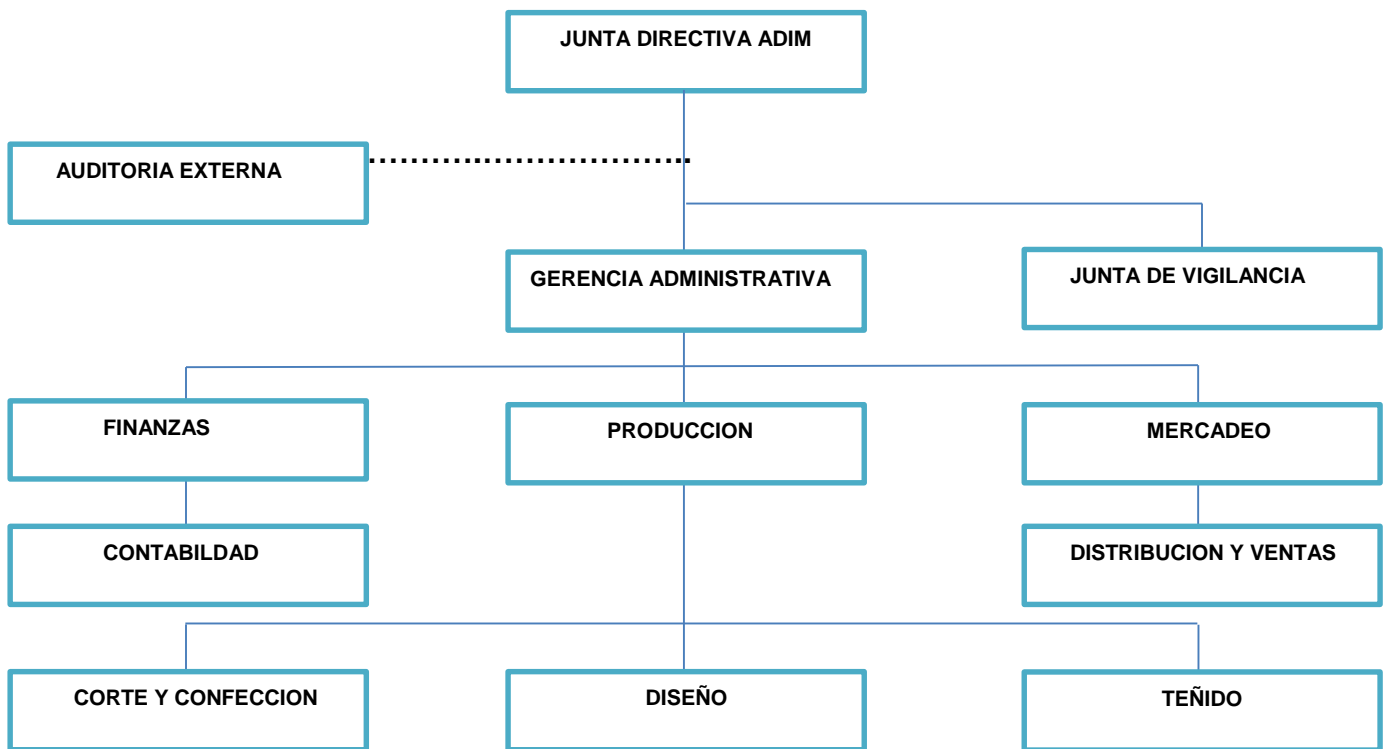 JUNTA DIRECTIVA ADIM
AUDITORIA EXTERNA
GERENCIA ADMINISTRATIVA
JUNTA DE VIGILANCIA
FINANZAS
PRODUCCION
MERCADEO
CONTABILDAD
DISTRIBUCION Y VENTAS
CORTE Y CONFECCION
DISEÑO
TEÑIDO